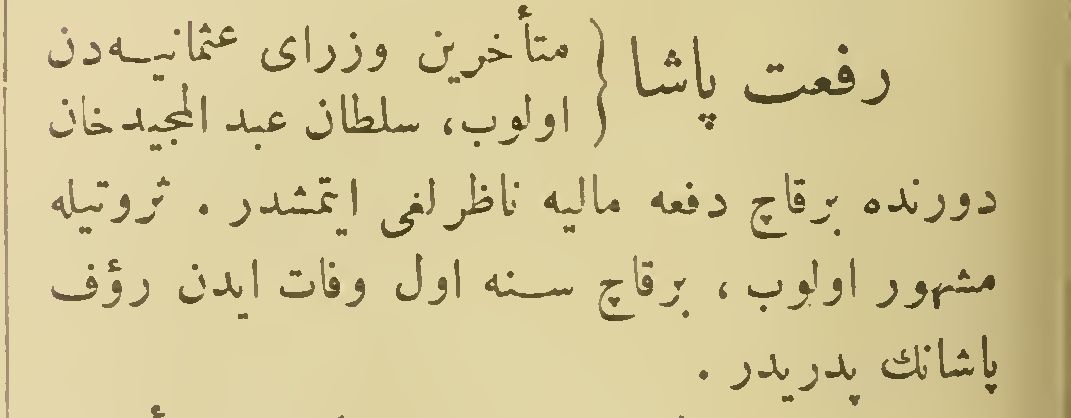 رفعت پاشا { متأخرین وزرای عثمانیه‌دن
اولوب، سلطان عبد المجید خان
دورنده برقاچ دفعه مالیه ناظرلغی ایتمشدر . ثروتیله
مشهور اولوب ، برقاچ سنه اول وفات ایدن رؤف
پاشانك پدریدر .